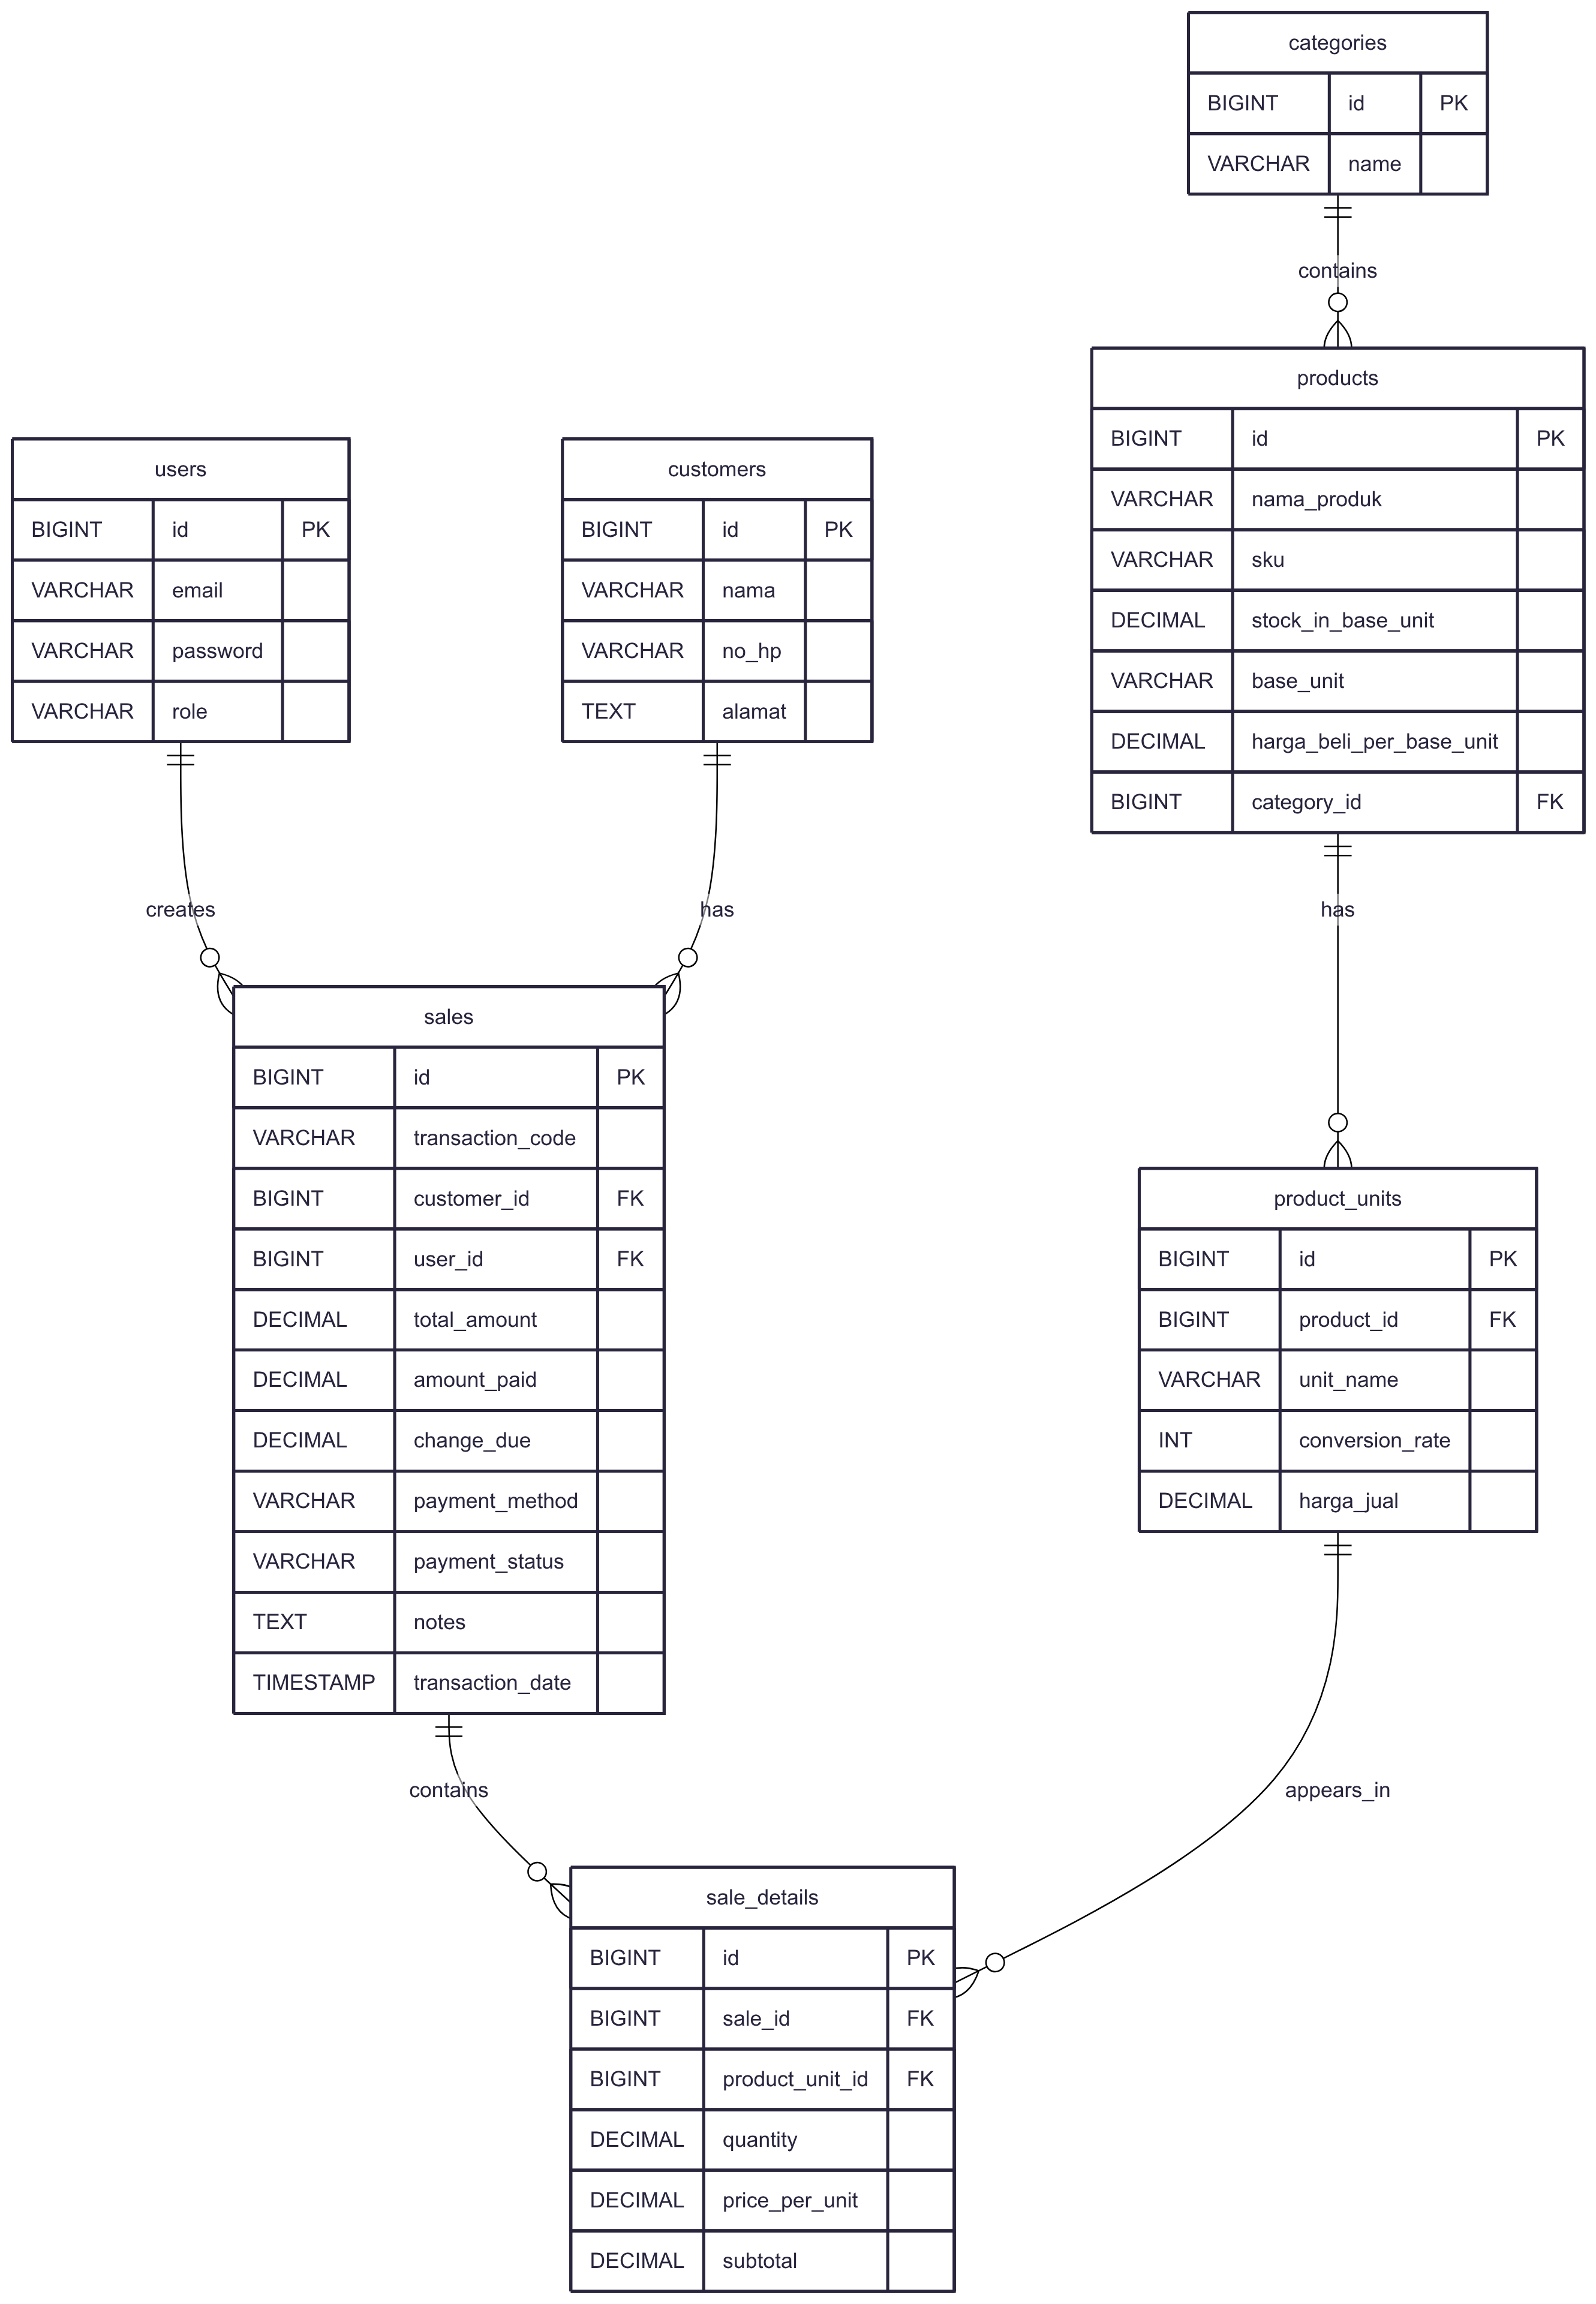 categories
BIGINT id PK
VARCHAR name
contains
products
BIGINT id PK
VARCHAR nama_produk
VARCHAR sku
DECIMAL stock_in_base_unit
VARCHAR base_unit
DECIMAL harga_beli_per_base_unit
BIGINT category_id FK
users
BIGINT id PK
VARCHAR email
VARCHAR password
VARCHAR role
customers
BIGINT id PK
VARCHAR nama
VARCHAR no_hp
TEXT alamat
creates
has
has
sales
BIGINT id PK
VARCHAR transaction_code
BIGINT customer_id FK
BIGINT user_id FK
DECIMAL total_amount
DECIMAL amount_paid
DECIMAL change_due
VARCHAR payment_method
VARCHAR payment_status
TEXT notes
TIMESTAMP transaction_date
product_units
BIGINT id PK
BIGINT product_id FK
VARCHAR unit_name
INT conversion_rate
DECIMAL harga_jual
contains
appears_in
sale_details
BIGINT id PK
BIGINT sale_id FK
BIGINT product_unit_id FK
DECIMAL quantity
DECIMAL price_per_unit
DECIMAL subtotal